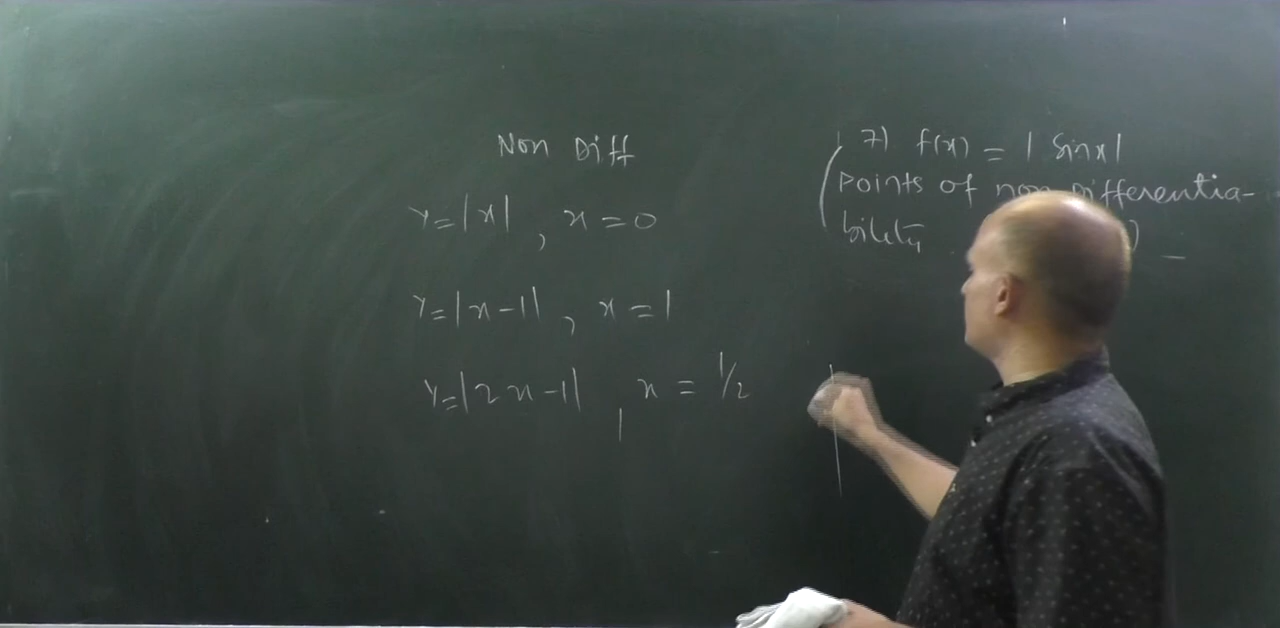 Non Diff
y=|x| , x=0
y=|x-1| , x=1
y=|2x-1| , x=1/2
7) f(x) = |sinx|
(Points of non differentia-
bility ) _